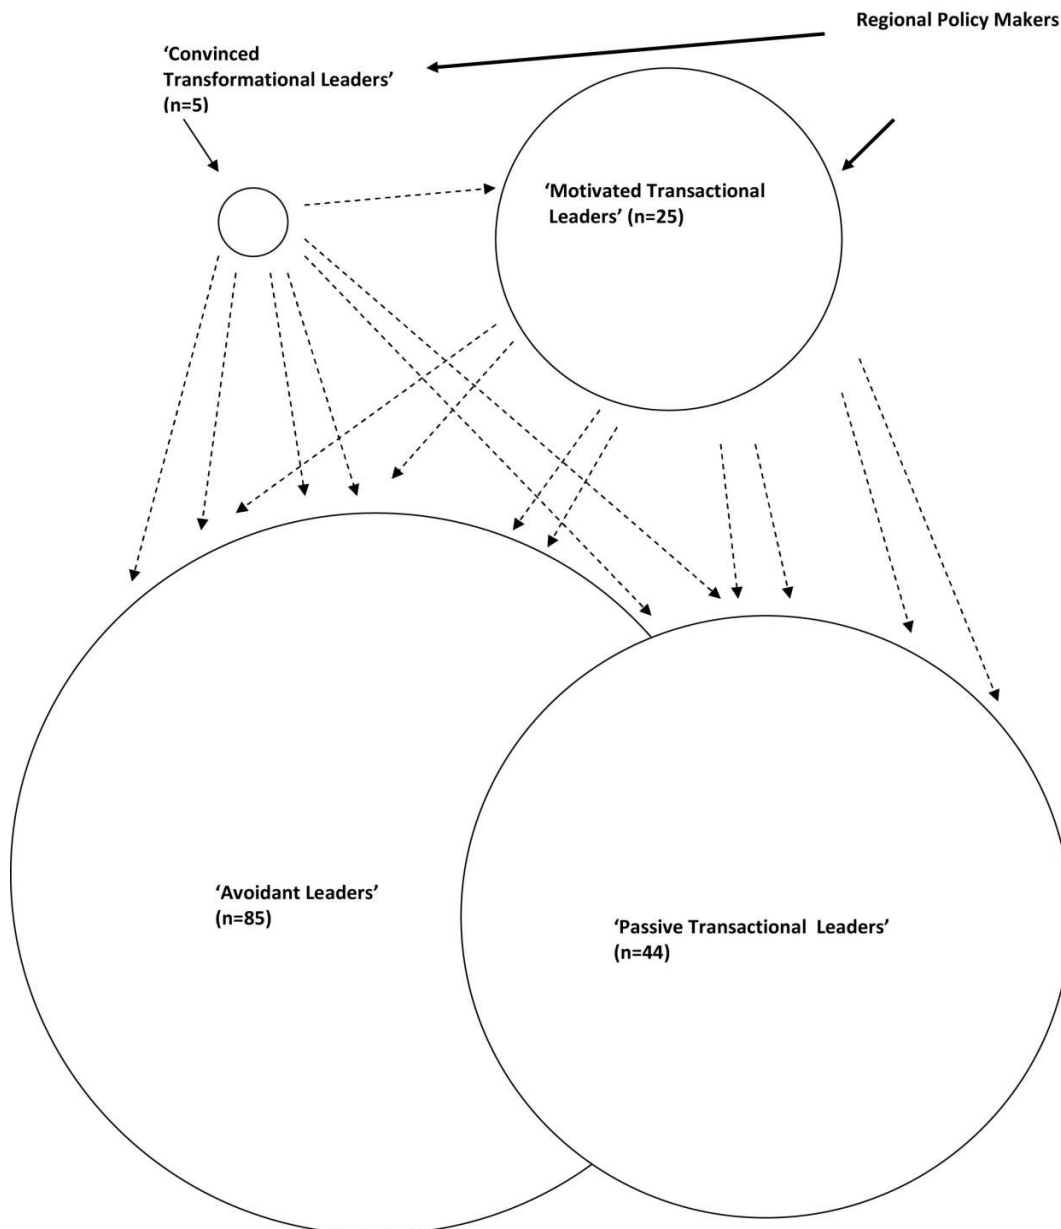 Regional Policy Makers
‘Convinced
Transformational Leaders’
(n=5)
‘Motivated Transactional
Leaders’ (n=25)
‘Avoidant Leaders’
(n=85)
‘Passive Transactional  Leaders’
(n=44)